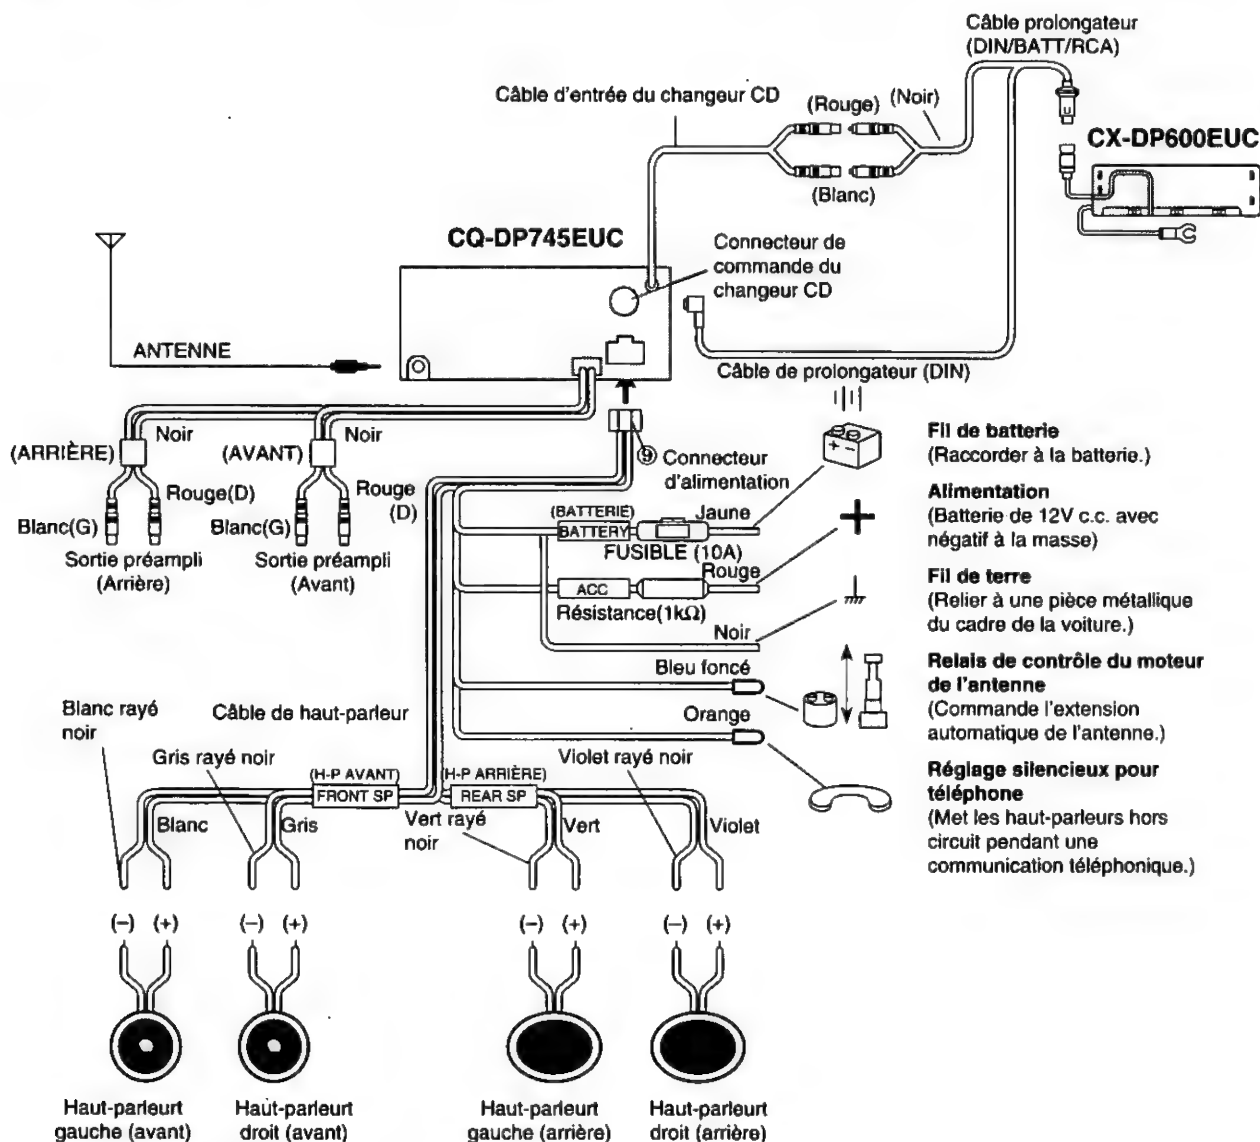 Câble prolongateur
(DIN/BATT/RCA)
Câble d'entrée du changeur CD
(Rouge)
(Noir)
CX-DP600EUC
(Blanc)
CQ-DP745EUC
Connecteur de
commande du
changeur CD
ANTENNE
Câble de prolongateur (DIN)
Noir
Noir
(ARRIÈRE)
(AVANT)
Rouge(D)
Rouge
(D)
Blanc(G)
Blanc(G)
Sortie préampli
(Arrière)
Sortie préampli
(Avant)
⑨ Connecteur
d'alimentation
(BATTERIE)
BATTERY
Jaune
FUSIBLE (10A)
Rouge
ACC
Résistance(1kΩ)
Noir
Bleu foncé
Orange
Fil de batterie
(Raccorder à la batterie.)
Alimentation
(Batterie de 12V c.c. avec
négatif à la masse)
Fil de terre
(Relier à une pièce métallique
du cadre de la voiture.)
Relais de contrôle du moteur
de l'antenne
(Commande l'extension
automatique de l'antenne.)
Réglage silencieux pour
téléphone
(Met les haut-parleurs hors
circuit pendant une
communication téléphonique.)
Blanc rayé
noir
Câble de haut-parleur
Gris rayé noir
Violet rayé noir
(H-P AVANT)
FRONT SP
(H-P ARRIÈRE)
REAR SP
Blanc
Gris
Vert rayé
noir
Vert
Violet
(–) (+)
(–) (+)
(–) (+)
(–) (+)
Haut-parleurt
gauche (avant)
Haut-parleurt
droit (avant)
Haut-parleurt
gauche (arrière)
Haut-parleurt
droit (arrière)